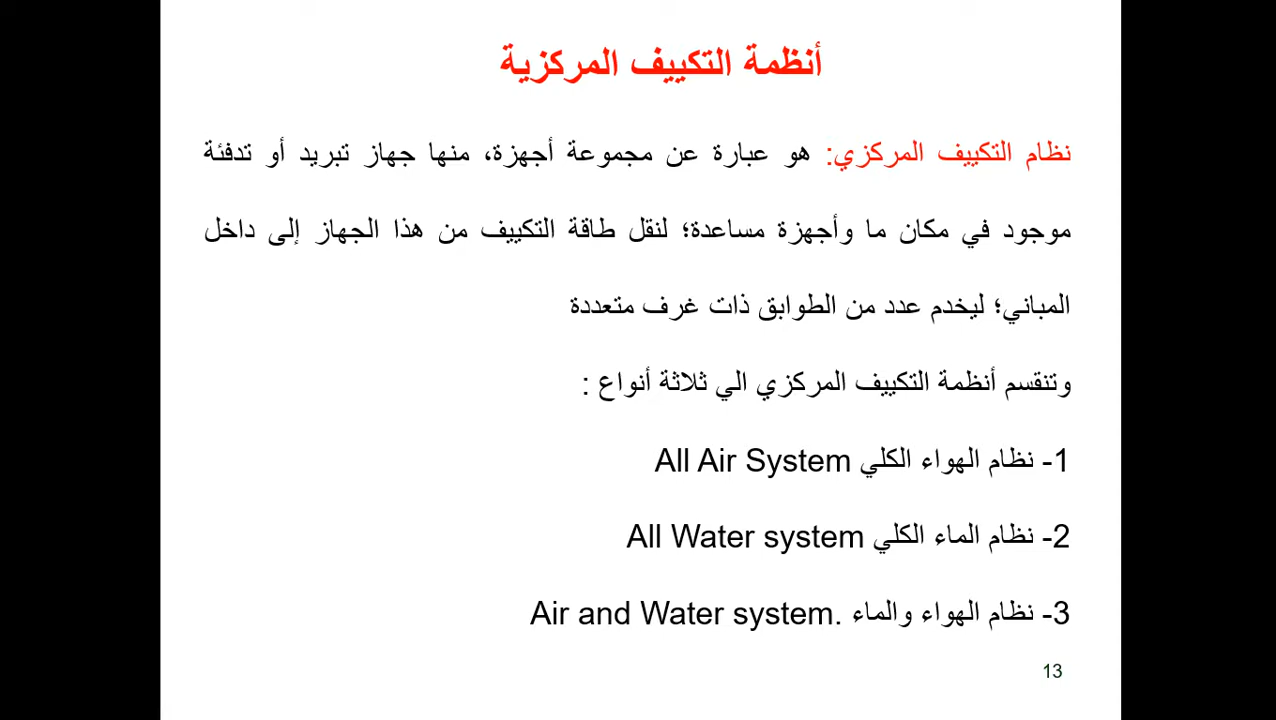 أنظمة التكييف المركزية
نظام التكييف المركزي: هو عبارة عن مجموعة أجهزة، منها جهاز تبريد أو تدفئة
موجود في مكان ما وأجهزة مساعدة؛ لنقل طاقة التكييف من هذا الجهاز إلى داخل
المباني؛ ليخدم عدد من الطوابق ذات غرف متعددة
وتنقسم أنظمة التكييف المركزي الي ثلاثة أنواع :
1- نظام الهواء الكلي All Air System
2- نظام الماء الكلي All Water system
3- نظام الهواء والماء Air and Water system.
13